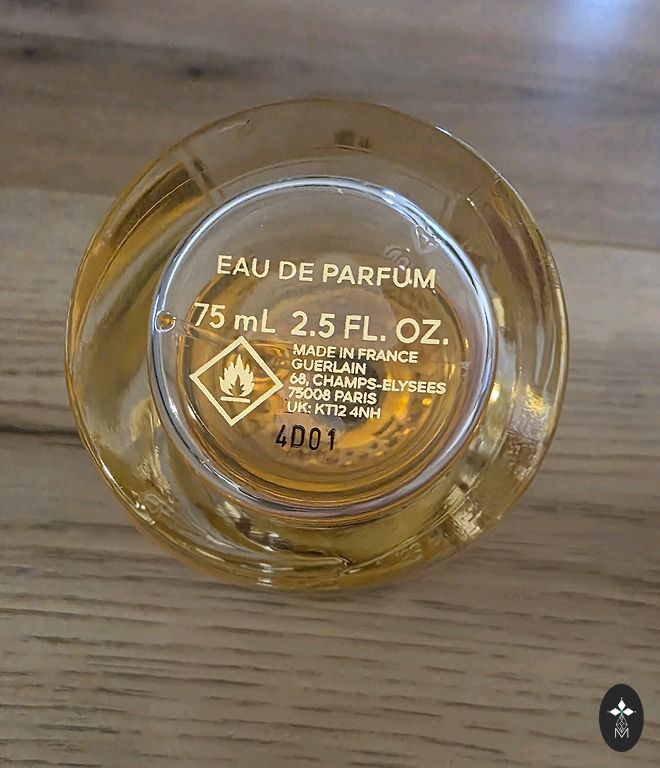 EAU DE PARFUM
75 mL 2.5 FL. OZ.
MADE IN FRANCE
GUERLAIN
68, CHAMPS-ELYSEES
75008 PARIS
UK: KT12 4NH
4D01
M